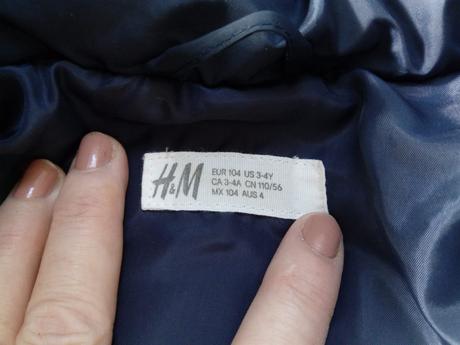 H&M
EUR 104 US 3-4Y
CA 3-4A CN 110/56
MX 104 AUS 4